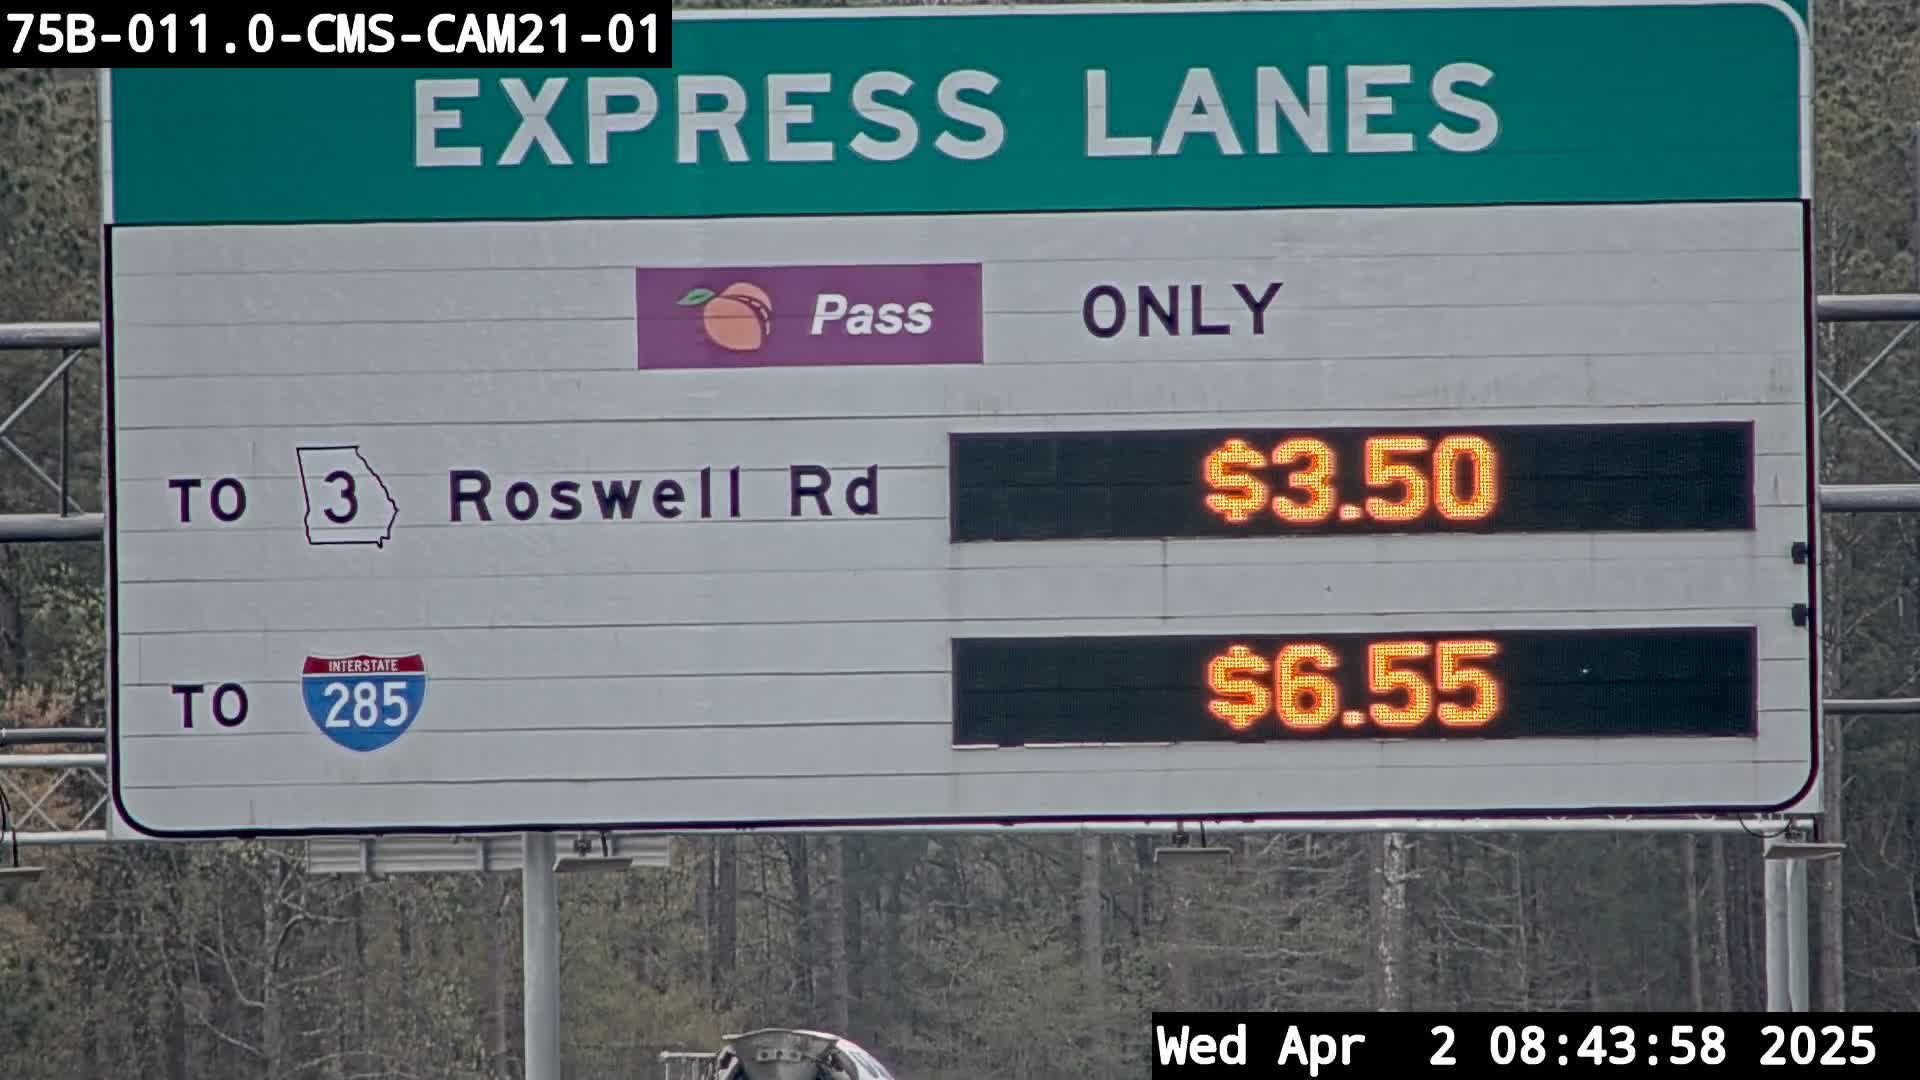 75B-011.0-CMS-CAM21-01
EXPRESS LANES
Pass ONLY
TO 3 Roswell Rd $3.50
TO INTERSTATE 285 $6.55
Wed Apr 2 08:43:58 2025